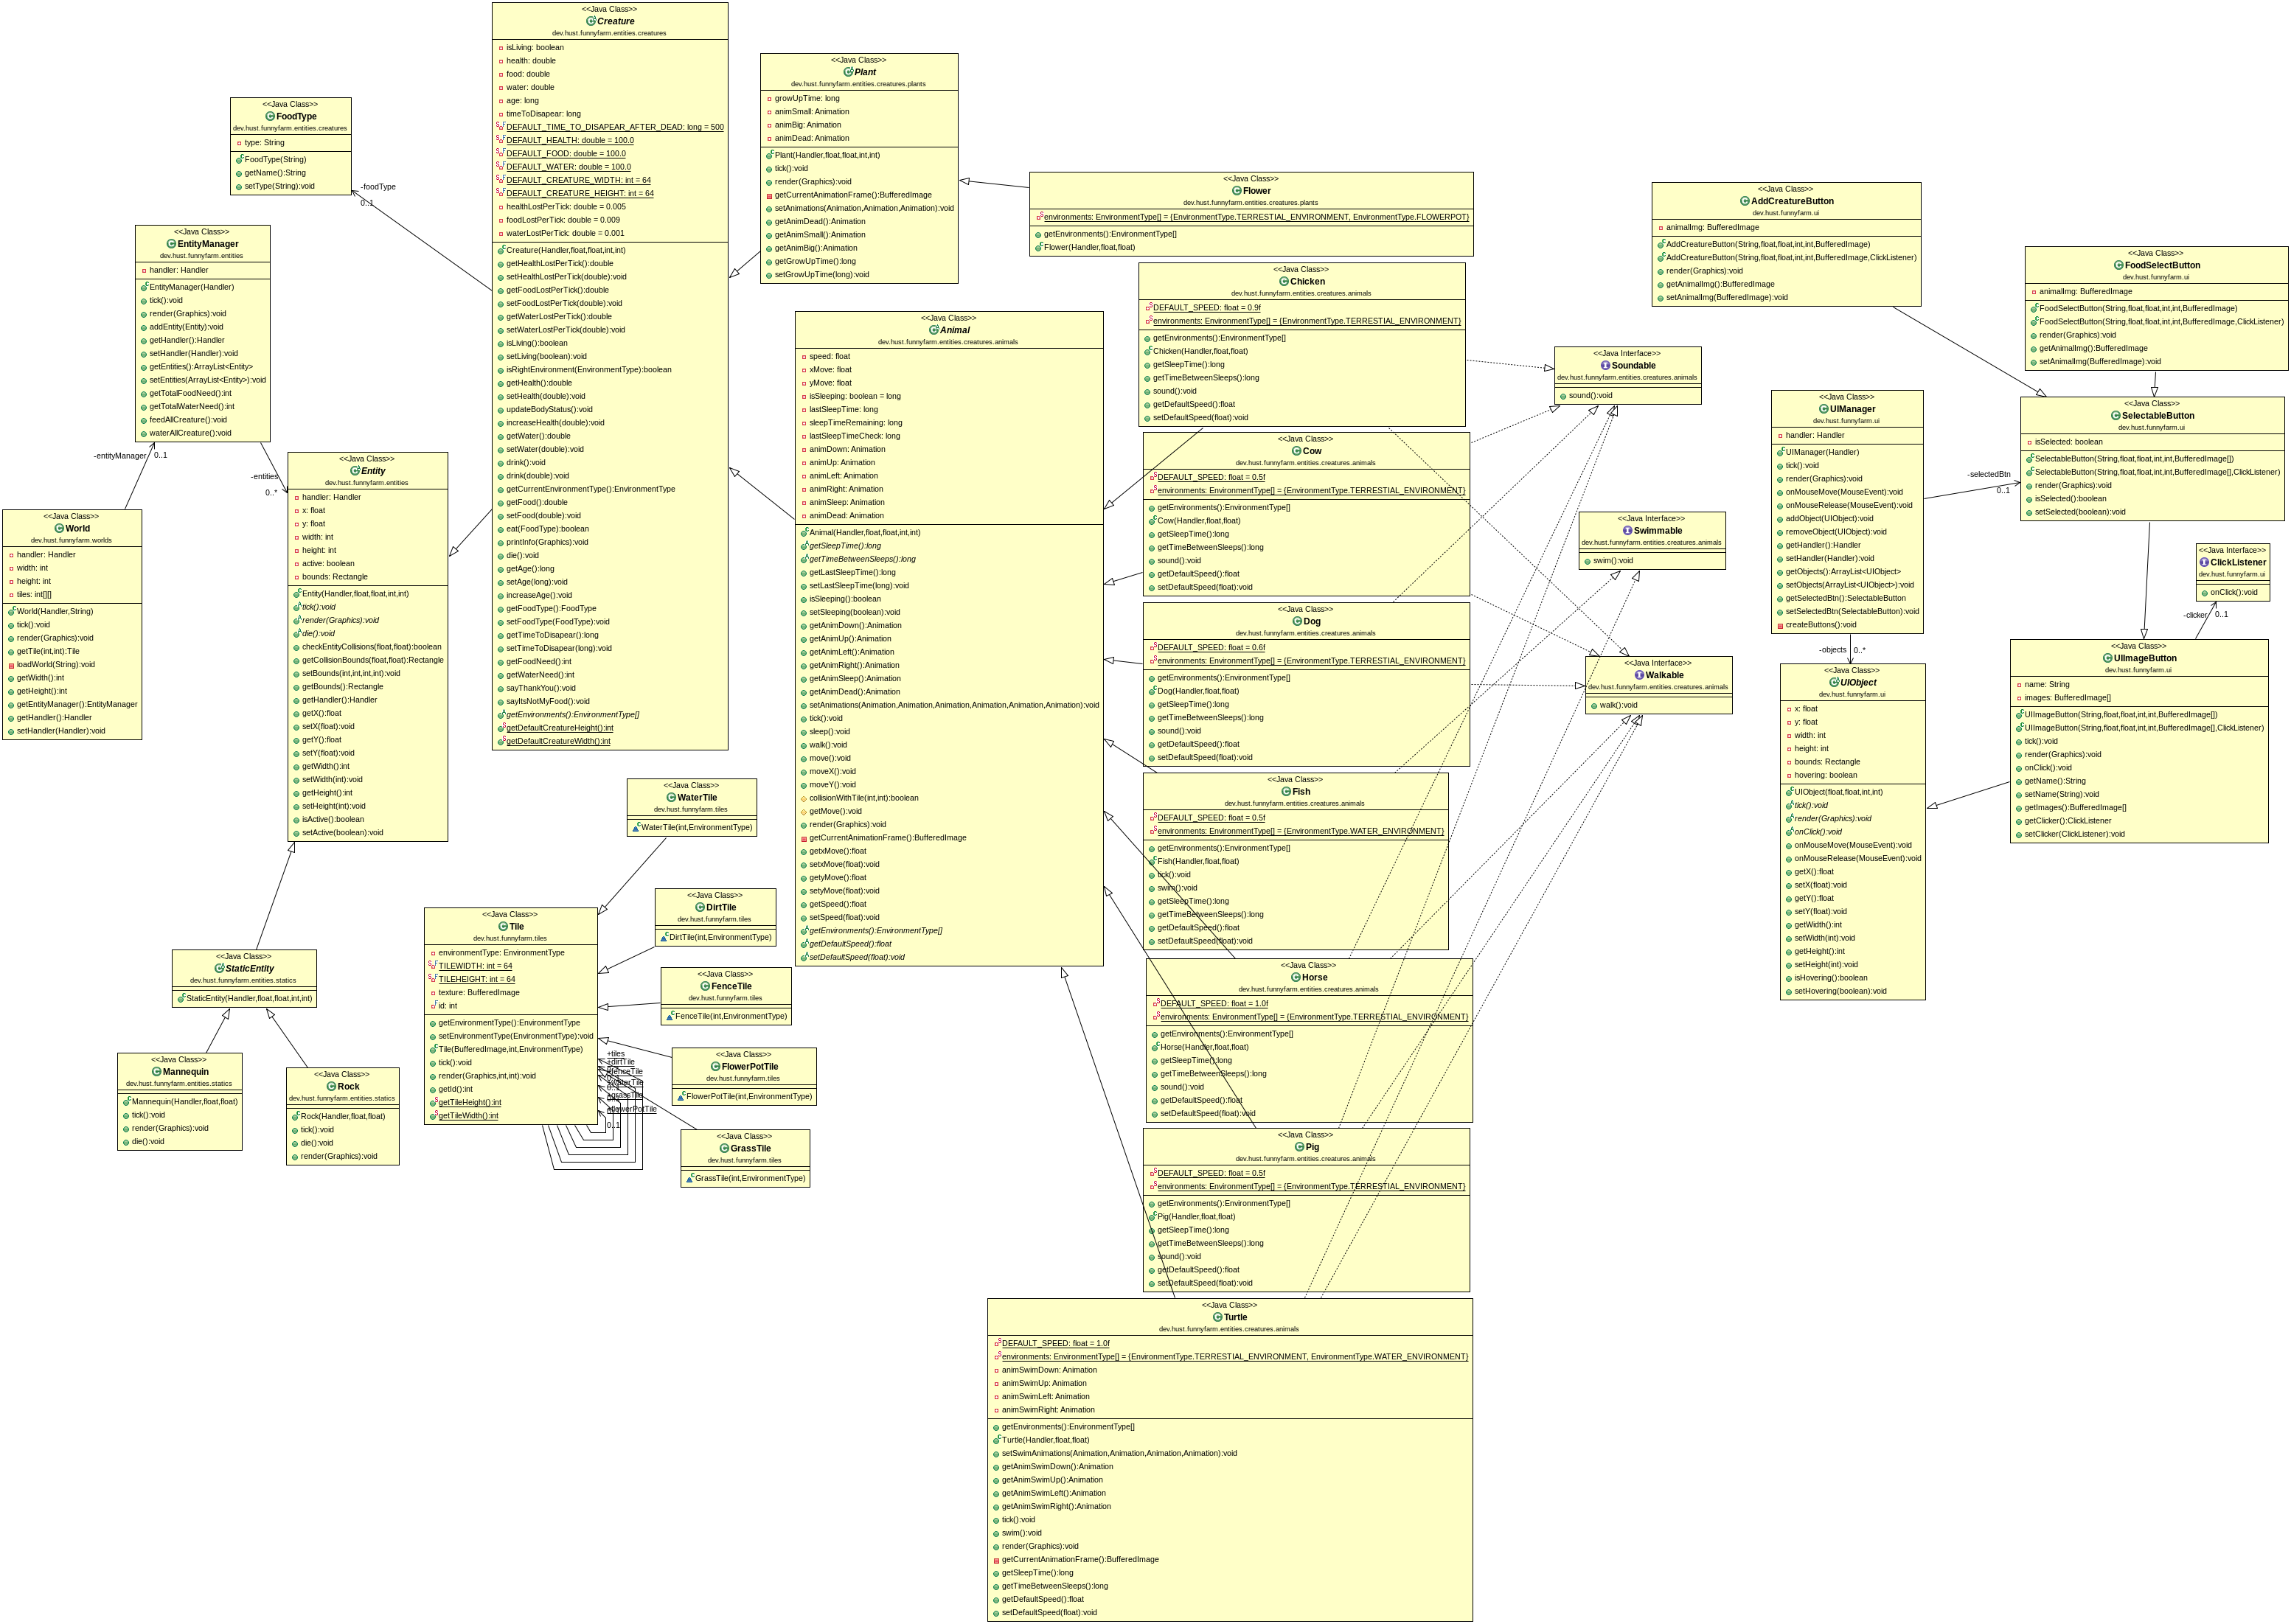 <<Java Class>>
Creature
dev.hust.funnyfarm.entities.creatures
isLiving: boolean
health: double
food: double
water: double
age: long
timeToDisapear: long
DEFAULT_TIME_TO_DISAPEAR_AFTER_DEAD: long = 500
DEFAULT_HEALTH: double = 100.0
DEFAULT_FOOD: double = 100.0
DEFAULT_WATER: double = 100.0
DEFAULT_CREATURE_WIDTH: int = 64
DEFAULT_CREATURE_HEIGHT: int = 64
healthLostPerTick: double = 0.005
foodLostPerTick: double = 0.009
waterLostPerTick: double = 0.001
Creature(Handler,float,float,int,int)
getHealthLostPerTick():double
setHealthLostPerTick(double):void
getFoodLostPerTick():double
setFoodLostPerTick(double):void
getWaterLostPerTick():double
setWaterLostPerTick(double):void
isLiving():boolean
setLiving(boolean):void
isRightEnvironment(EnvironmentType):boolean
getHealth():double
setHealth(double):void
updateBodyStatus():void
increaseHealth(double):void
getWater():double
setWater(double):void
drink():void
drink(double):void
getCurrentEnvironmentType():EnvironmentType
getFood():double
setFood(double):void
eat(FoodType):boolean
printInfo(Graphics):void
die():void
getAge():long
setAge(long):void
increaseAge():void
getFoodType():FoodType
setFoodType(FoodType):void
getTimeToDisapear():long
setTimeToDisapear(long):void
getFoodNeed():int
getWaterNeed():int
sayThankYou():void
sayItsNotMyFood():void
getEnvironments():EnvironmentType[]
getDefaultCreatureHeight():int
getDefaultCreatureWidth():int
<<Java Class>>
Plant
dev.hust.funnyfarm.entities.creatures.plants
growUpTime: long
animSmall: Animation
animBig: Animation
animDead: Animation
Plant(Handler,float,float,int,int)
tick():void
render(Graphics):void
getCurrentAnimationFrame():BufferedImage
setAnimations(Animation,Animation,Animation):void
getAnimDead():Animation
getAnimSmall():Animation
getAnimBig():Animation
getGrowUpTime():long
setGrowUpTime(long):void
<<Java Class>>
FoodType
dev.hust.funnyfarm.entities.creatures
type: String
FoodType(String)
getName():String
setType(String):void
-foodType
0..1
<<Java Class>>
Flower
dev.hust.funnyfarm.entities.creatures.plants
environments: EnvironmentType[] = {EnvironmentType.TERRESTIAL_ENVIRONMENT, EnvironmentType.FLOWERPOT}
getEnvironments():EnvironmentType[]
Flower(Handler,float,float)
<<Java Class>>
EntityManager
dev.hust.funnyfarm.entities
handler: Handler
EntityManager(Handler)
tick():void
render(Graphics):void
addEntity(Entity):void
getHandler():Handler
setHandler(Handler):void
getEntities():ArrayList<Entity>
setEntities(ArrayList<Entity>):void
getTotalFoodNeed():int
getTotalWaterNeed():int
feedAllCreature():void
waterAllCreature():void
-entityManager
0..1
-entities
0..*
<<Java Class>>
World
dev.hust.funnyfarm.worlds
handler: Handler
width: int
height: int
tiles: int[][]
World(Handler,String)
tick():void
render(Graphics):void
getTile(int,int):Tile
loadWorld(String):void
getWidth():int
getHeight():int
getEntityManager():EntityManager
getHandler():Handler
setHandler(Handler):void
<<Java Class>>
Entity
dev.hust.funnyfarm.entities
handler: Handler
x: float
y: float
width: int
height: int
active: boolean
bounds: Rectangle
Entity(Handler,float,float,int,int)
tick():void
render(Graphics):void
die():void
checkEntityCollisions(float,float):boolean
getCollisionBounds(float,float):Rectangle
setBounds(int,int,int,int):void
getBounds():Rectangle
getHandler():Handler
getX():float
setX(float):void
getY():float
setY(float):void
getWidth():int
setWidth(int):void
getHeight():int
setHeight(int):void
isActive():boolean
setActive(boolean):void
<<Java Class>>
Animal
dev.hust.funnyfarm.entities.creatures.animals
speed: float
xMove: float
yMove: float
isSleeping: boolean = long
lastSleepTime: long
sleepTimeRemaining: long
lastSleepTimeCheck: long
animDown: Animation
animUp: Animation
animLeft: Animation
animRight: Animation
animSleep: Animation
animDead: Animation
Animal(Handler,float,float,int,int)
getSleepTime():long
getTimeBetweenSleeps():long
getLastSleepTime():long
setLastSleepTime(long):void
isSleeping():boolean
setSleeping(boolean):void
getAnimDown():Animation
getAnimUp():Animation
getAnimLeft():Animation
getAnimRight():Animation
getAnimSleep():Animation
getAnimDead():Animation
setAnimations(Animation,Animation,Animation,Animation,Animation,Animation):void
tick():void
sleep():void
walk():void
move():void
moveX():void
moveY():void
collisionWithTile(int,int):boolean
getMove():void
render(Graphics):void
getCurrentAnimationFrame():BufferedImage
getxMove():float
setxMove(float):void
getyMove():float
setyMove(float):void
getSpeed():float
setSpeed(float):void
getEnvironments():EnvironmentType[]
getDefaultSpeed():float
setDefaultSpeed(float):void
<<Java Class>>
Chicken
dev.hust.funnyfarm.entities.creatures.animals
DEFAULT_SPEED: float = 0.9f
environments: EnvironmentType[] = {EnvironmentType.TERRESTIAL_ENVIRONMENT}
getEnvironments():EnvironmentType[]
Chicken(Handler,float,float)
getSleepTime():long
getTimeBetweenSleeps():long
sound():void
getDefaultSpeed():float
setDefaultSpeed(float):void
<<Java Class>>
Cow
dev.hust.funnyfarm.entities.creatures.animals
DEFAULT_SPEED: float = 0.5f
environments: EnvironmentType[] = {EnvironmentType.TERRESTIAL_ENVIRONMENT}
getEnvironments():EnvironmentType[]
Cow(Handler,float,float)
getSleepTime():long
getTimeBetweenSleeps():long
sound():void
getDefaultSpeed():float
setDefaultSpeed(float):void
<<Java Class>>
Dog
dev.hust.funnyfarm.entities.creatures.animals
DEFAULT_SPEED: float = 0.6f
environments: EnvironmentType[] = {EnvironmentType.TERRESTIAL_ENVIRONMENT}
getEnvironments():EnvironmentType[]
Dog(Handler,float,float)
getSleepTime():long
getTimeBetweenSleeps():long
sound():void
getDefaultSpeed():float
setDefaultSpeed(float):void
<<Java Class>>
Fish
dev.hust.funnyfarm.entities.creatures.animals
DEFAULT_SPEED: float = 0.5f
environments: EnvironmentType[] = {EnvironmentType.WATER_ENVIRONMENT}
getEnvironments():EnvironmentType[]
Fish(Handler,float,float)
tick():void
swim():void
getSleepTime():long
getTimeBetweenSleeps():long
getDefaultSpeed():float
setDefaultSpeed(float):void
<<Java Class>>
Horse
dev.hust.funnyfarm.entities.creatures.animals
DEFAULT_SPEED: float = 1.0f
environments: EnvironmentType[] = {EnvironmentType.TERRESTIAL_ENVIRONMENT}
getEnvironments():EnvironmentType[]
Horse(Handler,float,float)
getSleepTime():long
getTimeBetweenSleeps():long
sound():void
getDefaultSpeed():float
setDefaultSpeed(float):void
<<Java Class>>
Pig
dev.hust.funnyfarm.entities.creatures.animals
DEFAULT_SPEED: float = 0.5f
environments: EnvironmentType[] = {EnvironmentType.TERRESTIAL_ENVIRONMENT}
getEnvironments():EnvironmentType[]
Pig(Handler,float,float)
getSleepTime():long
getTimeBetweenSleeps():long
sound():void
getDefaultSpeed():float
setDefaultSpeed(float):void
<<Java Class>>
Turtle
dev.hust.funnyfarm.entities.creatures.animals
DEFAULT_SPEED: float = 1.0f
environments: EnvironmentType[] = {EnvironmentType.TERRESTIAL_ENVIRONMENT, EnvironmentType.WATER_ENVIRONMENT}
animSwimDown: Animation
animSwimUp: Animation
animSwimLeft: Animation
animSwimRight: Animation
getEnvironments():EnvironmentType[]
Turtle(Handler,float,float)
setSwimAnimations(Animation,Animation,Animation,Animation):void
getAnimSwimDown():Animation
getAnimSwimUp():Animation
getAnimSwimLeft():Animation
getAnimSwimRight():Animation
tick():void
swim():void
render(Graphics):void
getCurrentAnimationFrame():BufferedImage
getSleepTime():long
getTimeBetweenSleeps():long
getDefaultSpeed():float
setDefaultSpeed(float):void
<<Java Interface>>
Soundable
dev.hust.funnyfarm.entities.creatures.animals
sound():void
<<Java Interface>>
Swimmable
dev.hust.funnyfarm.entities.creatures.animals
swim():void
<<Java Interface>>
Walkable
dev.hust.funnyfarm.entities.creatures.animals
walk():void
<<Java Class>>
AddCreatureButton
dev.hust.funnyfarm.ui
animalImg: BufferedImage
AddCreatureButton(String,float,float,int,int,BufferedImage)
AddCreatureButton(String,float,float,int,int,BufferedImage,ClickListener)
render(Graphics):void
getAnimalImg():BufferedImage
setAnimalImg(BufferedImage):void
<<Java Class>>
FoodSelectButton
dev.hust.funnyfarm.ui
animalImg: BufferedImage
FoodSelectButton(String,float,float,int,int,BufferedImage)
FoodSelectButton(String,float,float,int,int,BufferedImage,ClickListener)
render(Graphics):void
getAnimalImg():BufferedImage
setAnimalImg(BufferedImage):void
<<Java Class>>
UIManager
dev.hust.funnyfarm.ui
handler: Handler
UIManager(Handler)
tick():void
render(Graphics):void
onMouseMove(MouseEvent):void
onMouseRelease(MouseEvent):void
addObject(UIObject):void
removeObject(UIObject):void
getHandler():Handler
setHandler(Handler):void
getObjects():ArrayList<UIObject>
setObjects(ArrayList<UIObject>):void
getSelectedBtn():SelectableButton
setSelectedBtn(SelectableButton):void
createButtons():void
-selectedBtn
0..1
<<Java Class>>
SelectableButton
dev.hust.funnyfarm.ui
isSelected: boolean
SelectableButton(String,float,float,int,int,BufferedImage[])
SelectableButton(String,float,float,int,int,BufferedImage[],ClickListener)
render(Graphics):void
isSelected():boolean
setSelected(boolean):void
<<Java Interface>>
ClickListener
dev.hust.funnyfarm.ui
onClick():void
-clicker
0..1
-objects
0..*
<<Java Class>>
UIObject
dev.hust.funnyfarm.ui
x: float
y: float
width: int
height: int
bounds: Rectangle
hovering: boolean
UIObject(float,float,int,int)
tick():void
render(Graphics):void
onClick():void
onMouseMove(MouseEvent):void
onMouseRelease(MouseEvent):void
getX():float
setX(float):void
getY():float
setY(float):void
getWidth():int
setWidth(int):void
getHeight():int
setHeight(int):void
isHovering():boolean
setHovering(boolean):void
<<Java Class>>
UIImageButton
dev.hust.funnyfarm.ui
name: String
images: BufferedImage[]
UIImageButton(String,float,float,int,int,BufferedImage[])
UIImageButton(String,float,float,int,int,BufferedImage[],ClickListener)
tick():void
render(Graphics):void
onClick():void
getName():String
setName(String):void
getImages():BufferedImage[]
getClicker():ClickListener
setClicker(ClickListener):void
<<Java Class>>
WaterTile
dev.hust.funnyfarm.tiles
WaterTile(int,EnvironmentType)
<<Java Class>>
DirtTile
dev.hust.funnyfarm.tiles
DirtTile(int,EnvironmentType)
<<Java Class>>
Tile
dev.hust.funnyfarm.tiles
environmentType: EnvironmentType
TILEWIDTH: int = 64
TILEHEIGHT: int = 64
texture: BufferedImage
id: int
getEnvironmentType():EnvironmentType
setEnvironmentType(EnvironmentType):void
Tile(BufferedImage,int,EnvironmentType)
tick():void
render(Graphics,int,int):void
getId():int
getTileHeight():int
getTileWidth():int
+tiles
+dirtTile
+fenceTile
+waterTile
+grassTile
+flowerPotTile
0..1
<<Java Class>>
FenceTile
dev.hust.funnyfarm.tiles
FenceTile(int,EnvironmentType)
<<Java Class>>
FlowerPotTile
dev.hust.funnyfarm.tiles
FlowerPotTile(int,EnvironmentType)
<<Java Class>>
GrassTile
dev.hust.funnyfarm.tiles
GrassTile(int,EnvironmentType)
<<Java Class>>
StaticEntity
dev.hust.funnyfarm.entities.statics
StaticEntity(Handler,float,float,int,int)
<<Java Class>>
Mannequin
dev.hust.funnyfarm.entities.statics
Mannequin(Handler,float,float)
tick():void
render(Graphics):void
die():void
<<Java Class>>
Rock
dev.hust.funnyfarm.entities.statics
Rock(Handler,float,float)
tick():void
die():void
render(Graphics):void